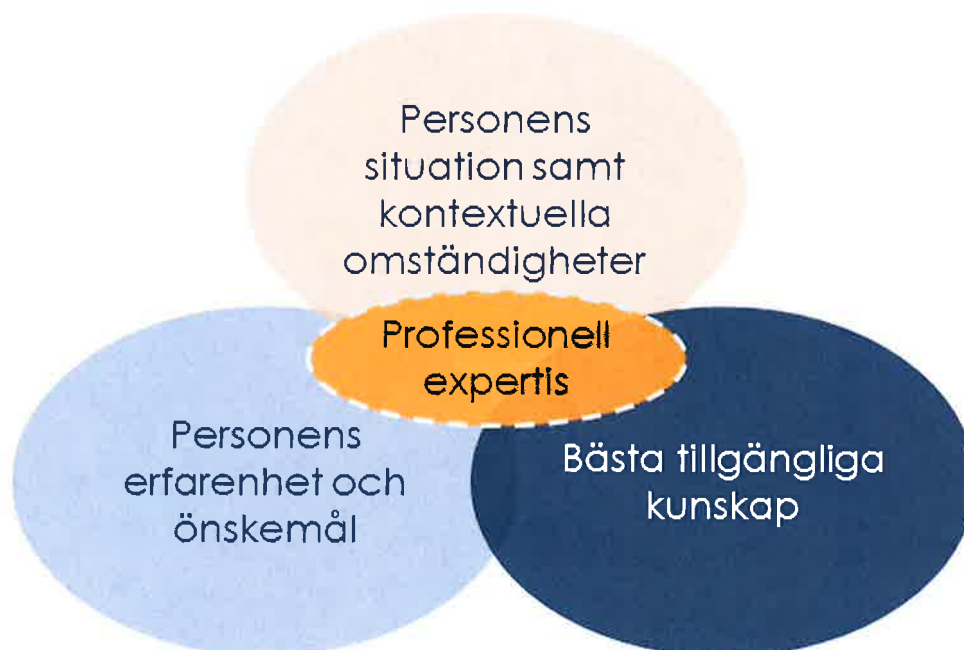 Personens
situation samt
kontextuella
omständigheter
Professionell
expertis
Personens
erfarenhet och
önskemål
Bästa tillgängliga
kunskap